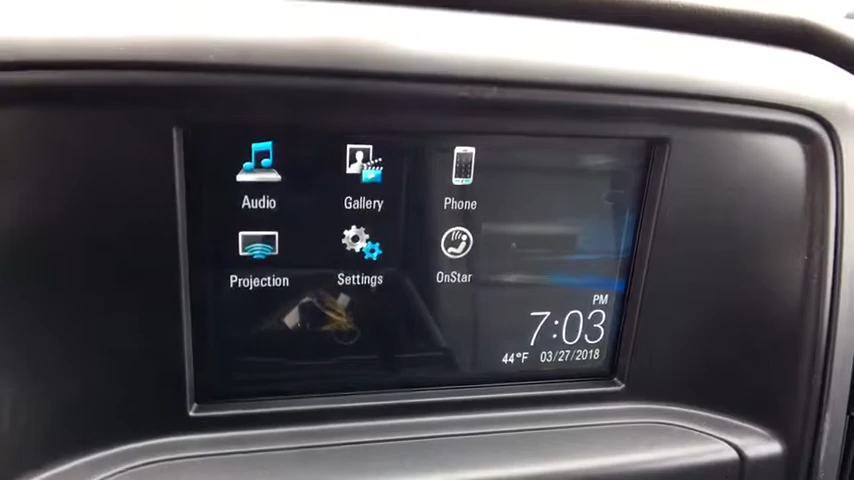 Audio Gallery Phone
Projection Settings OnStar
PM
7:03
44°F 03/27/2018